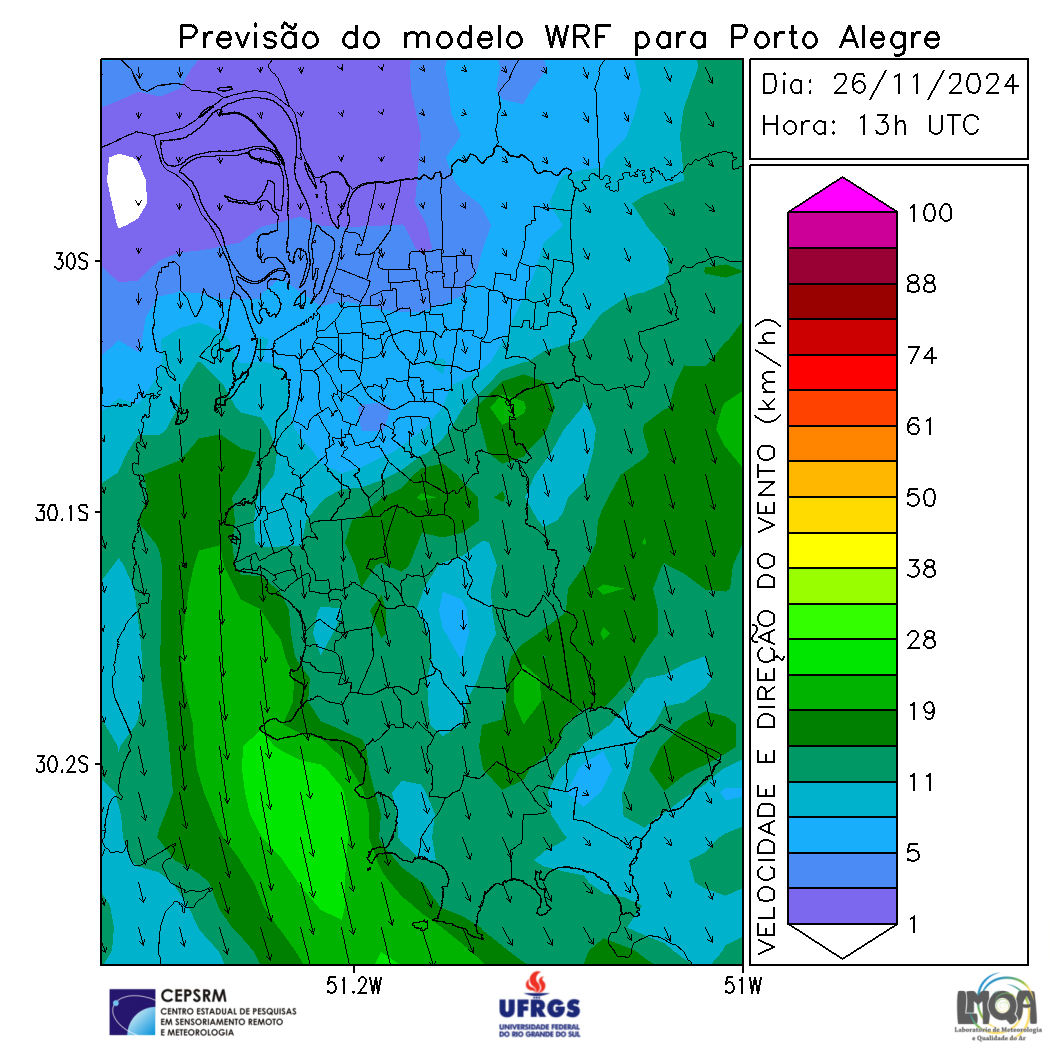 Previsão do modelo WRF para Porto Alegre
Dia: 26/11/2024
Hora: 13h UTC
30S
30.1S
30.2S
51.2W
51W
VELOCIDADE E DIREÇÃO DO VENTO (km/h)
100
88
74
61
50
38
28
19
11
5
1
CEPSRM
CENTRO ESTADUAL DE PESQUISAS
EM SENSORIAMENTO REMOTO
E METEOROLOGIA
UFRGS
UNIVERSIDADE FEDERAL
DO RIO GRANDE DO SUL
LMQA
Laboratório de Meteorologia
e Qualidade do Ar